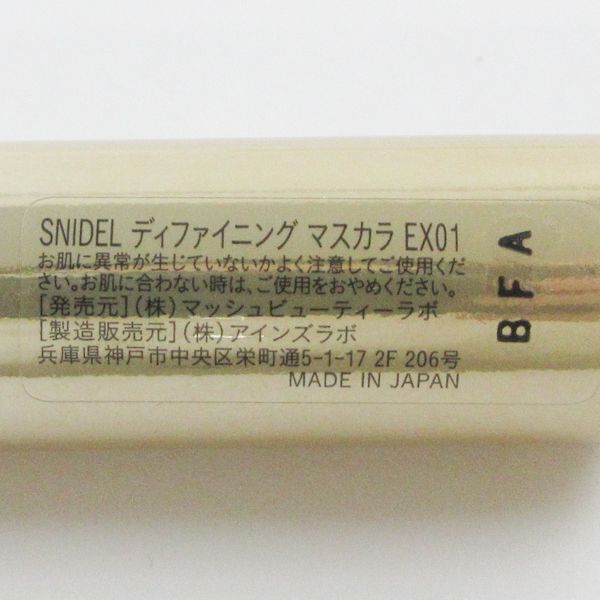 SNIDEL ディファイニング マスカラ EX01
お肌に異常が生じていないかよく注意してご使用くだ
さい。お肌に合わない時は、ご使用をおやめください。
[発売元](株)マッシュビューティーラボ
[製造販売元](株)アインズラボ
兵庫県神戸市中央区栄町通5-1-17 2F 206号
MADE IN JAPAN
BFA